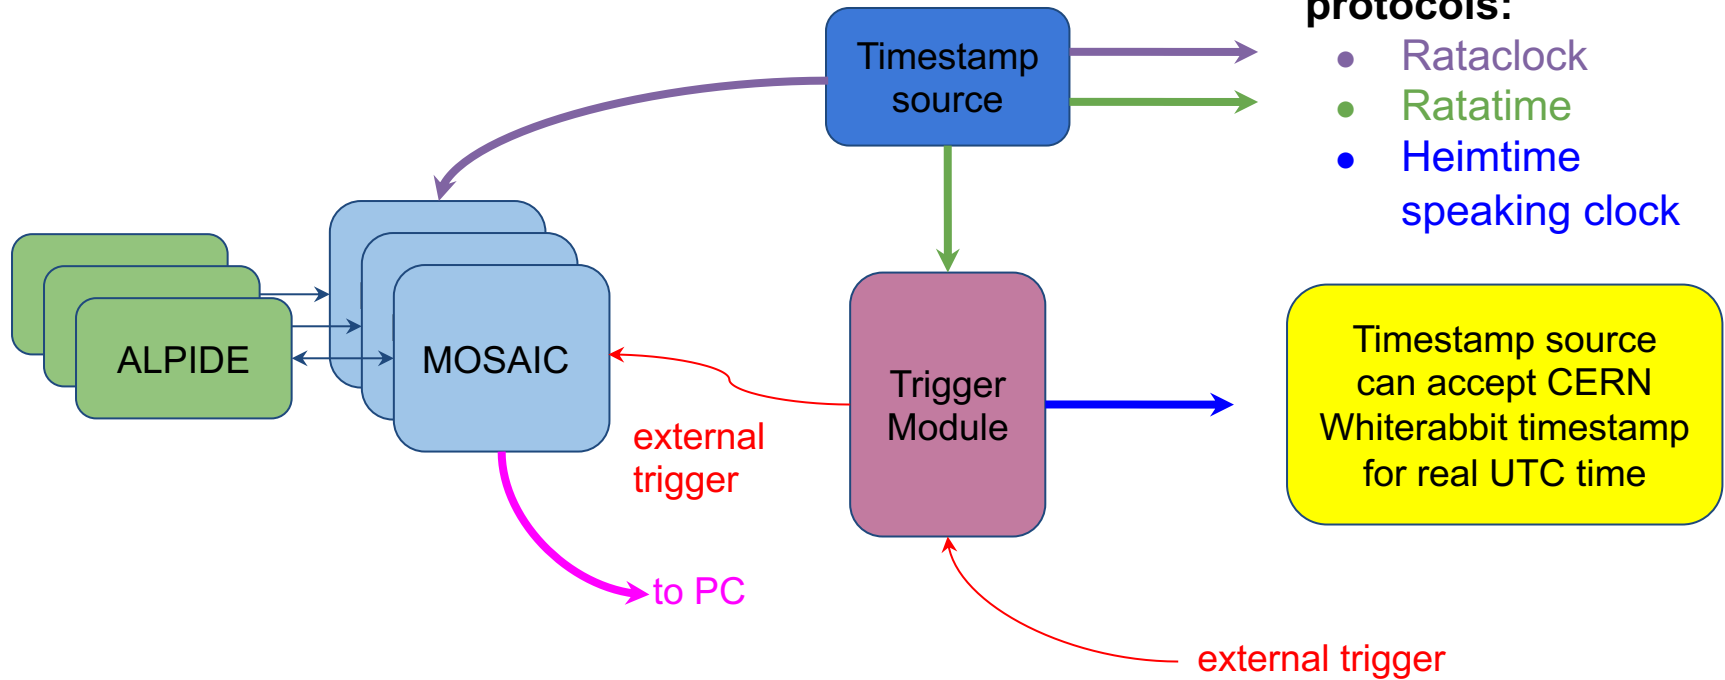 protocols:
Rataclock
Ratatime
Heimtime
speaking clock
Timestamp
source
ALPIDE
MOSAIC
Trigger
Module
Timestamp source
can accept CERN
Whiterabbit timestamp
for real UTC time
external
trigger
to PC
external trigger